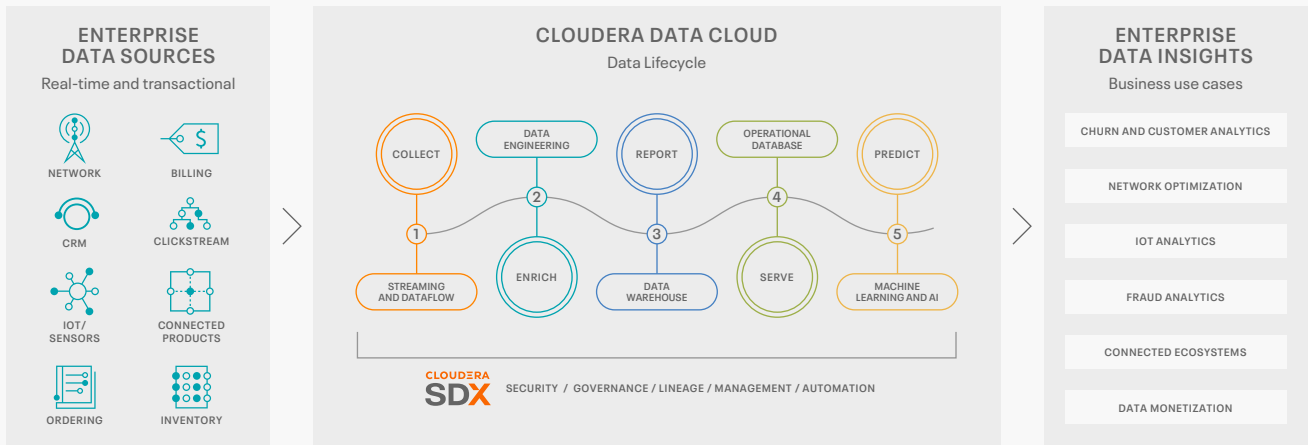 ENTERPRISE
DATA SOURCES
Real-time and transactional
NETWORK
BILLING
CRM
CLICKSTREAM
IOT/
SENSORS
CONNECTED
PRODUCTS
ORDERING
INVENTORY
CLOUDERA DATA CLOUD
Data Lifecycle
COLLECT
1
STREAMING
AND DATAFLOW
DATA
ENGINEERING
2
ENRICH
REPORT
3
DATA
WAREHOUSE
OPERATIONAL
DATABASE
4
SERVE
PREDICT
5
MACHINE
LEARNING AND AI
CLOUDERA
SDX
SECURITY / GOVERNANCE / LINEAGE / MANAGEMENT / AUTOMATION
ENTERPRISE
DATA INSIGHTS
Business use cases
CHURN AND CUSTOMER ANALYTICS
NETWORK OPTIMIZATION
IOT ANALYTICS
FRAUD ANALYTICS
CONNECTED ECOSYSTEMS
DATA MONETIZATION